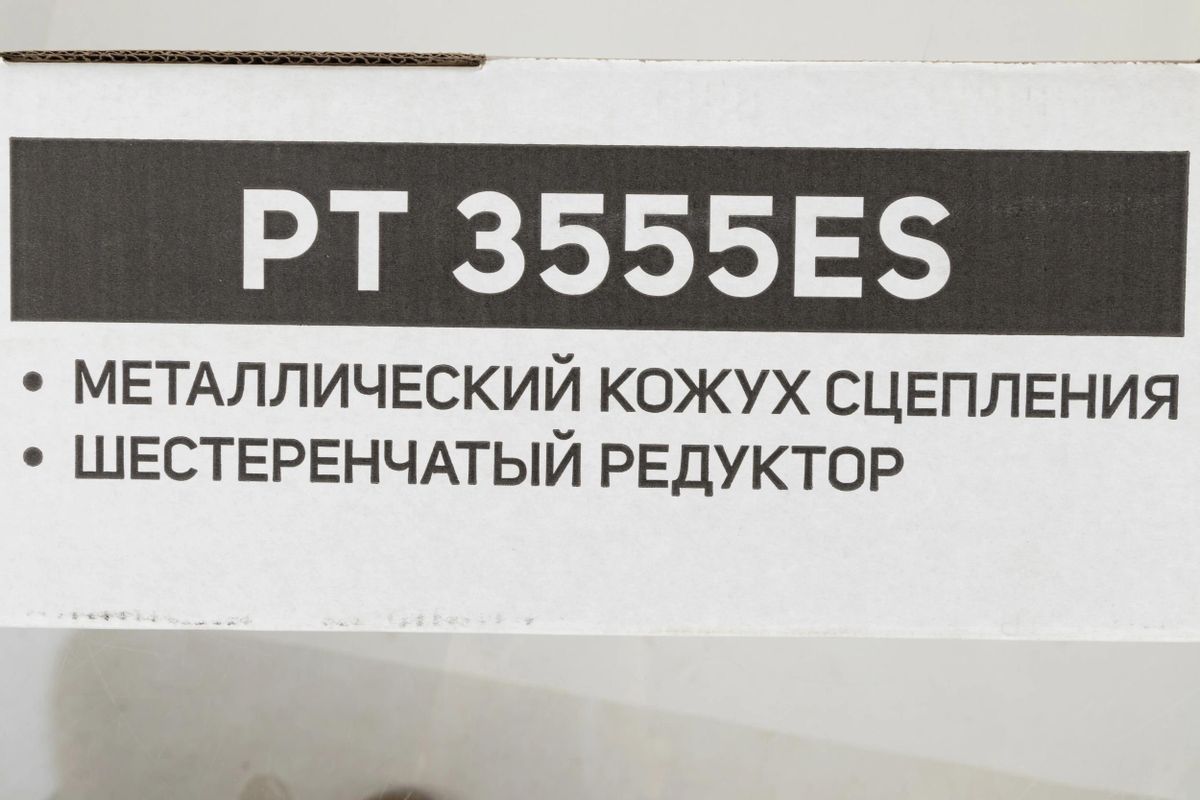 PT 3555ES
• МЕТАЛЛИЧЕСКИЙ КОЖУХ СЦЕПЛЕНИЯ
• ШЕСТЕРЕНЧАТЫЙ РЕДУКТОР